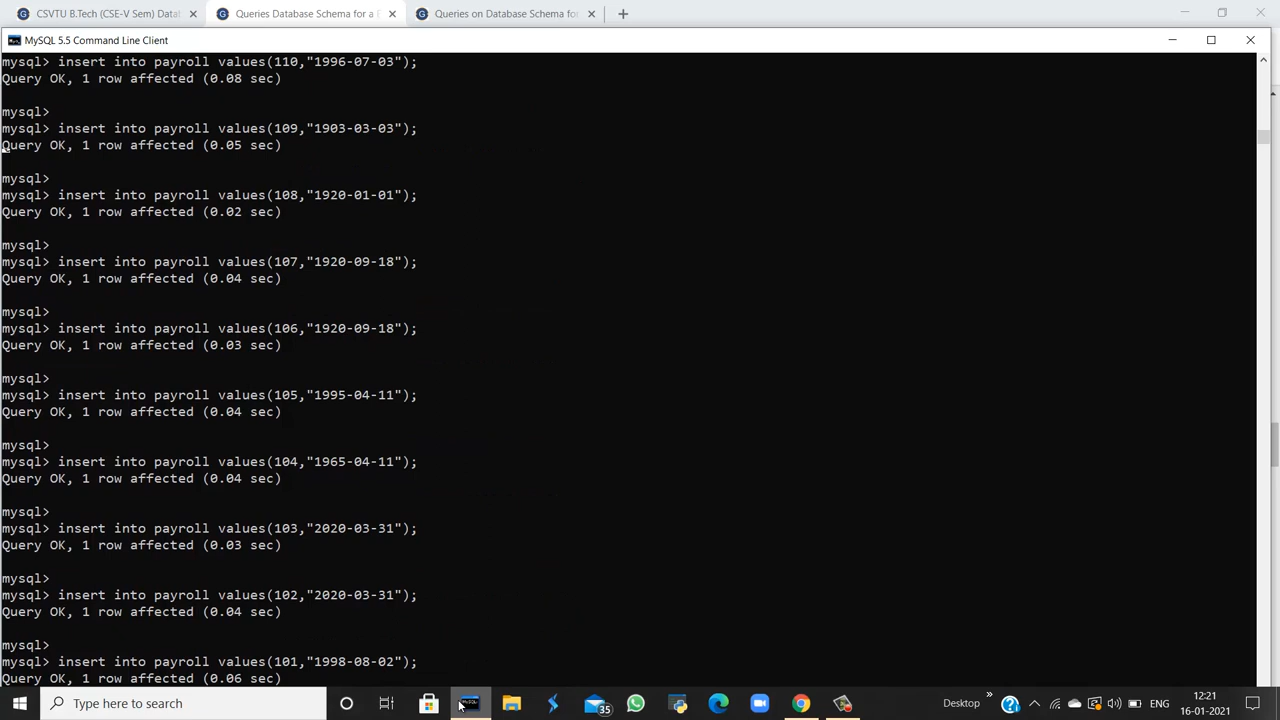 CSVTU B.Tech (CSE-V Sem) Datab
Queries Database Schema for a B
Queries on Database Schema for
MySQL 5.5 Command Line Client
mysql> insert into payroll values(110,"1996-07-03");
Query OK, 1 row affected (0.08 sec)
mysql>
mysql> insert into payroll values(109,"1903-03-03");
Query OK, 1 row affected (0.05 sec)
mysql>
mysql> insert into payroll values(108,"1920-01-01");
Query OK, 1 row affected (0.02 sec)
mysql>
mysql> insert into payroll values(107,"1920-09-18");
Query OK, 1 row affected (0.04 sec)
mysql>
mysql> insert into payroll values(106,"1920-09-18");
Query OK, 1 row affected (0.03 sec)
mysql>
mysql> insert into payroll values(105,"1995-04-11");
Query OK, 1 row affected (0.04 sec)
mysql>
mysql> insert into payroll values(104,"1965-04-11");
Query OK, 1 row affected (0.04 sec)
mysql>
mysql> insert into payroll values(103,"2020-03-31");
Query OK, 1 row affected (0.03 sec)
mysql>
mysql> insert into payroll values(102,"2020-03-31");
Query OK, 1 row affected (0.04 sec)
mysql>
mysql> insert into payroll values(101,"1998-08-02");
Query OK, 1 row affected (0.06 sec)
Type here to search
35
Desktop
ENG
12:21
16-01-2021